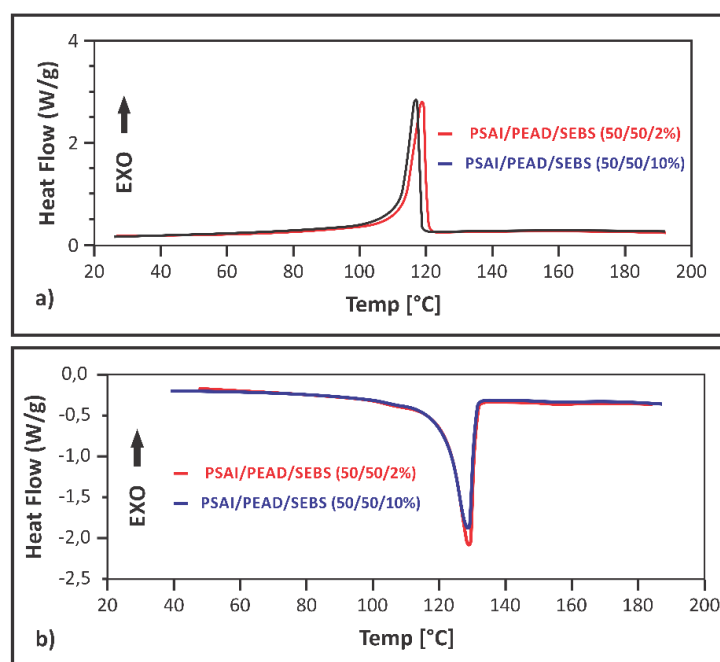 4
2
0
Heat Flow (W/g)
EXO
PSAI/PEAD/SEBS (50/50/2%)
PSAI/PEAD/SEBS (50/50/10%)
20 40 60 80 100 120 140 160 180 200
Temp [°C]
a)
0,0
-0,5
-1,0
-1,5
-2,0
-2,5
Heat Flow (W/g)
EXO
PSAI/PEAD/SEBS (50/50/2%)
PSAI/PEAD/SEBS (50/50/10%)
20 40 60 80 100 120 140 160 180 200
Temp [°C]
b)